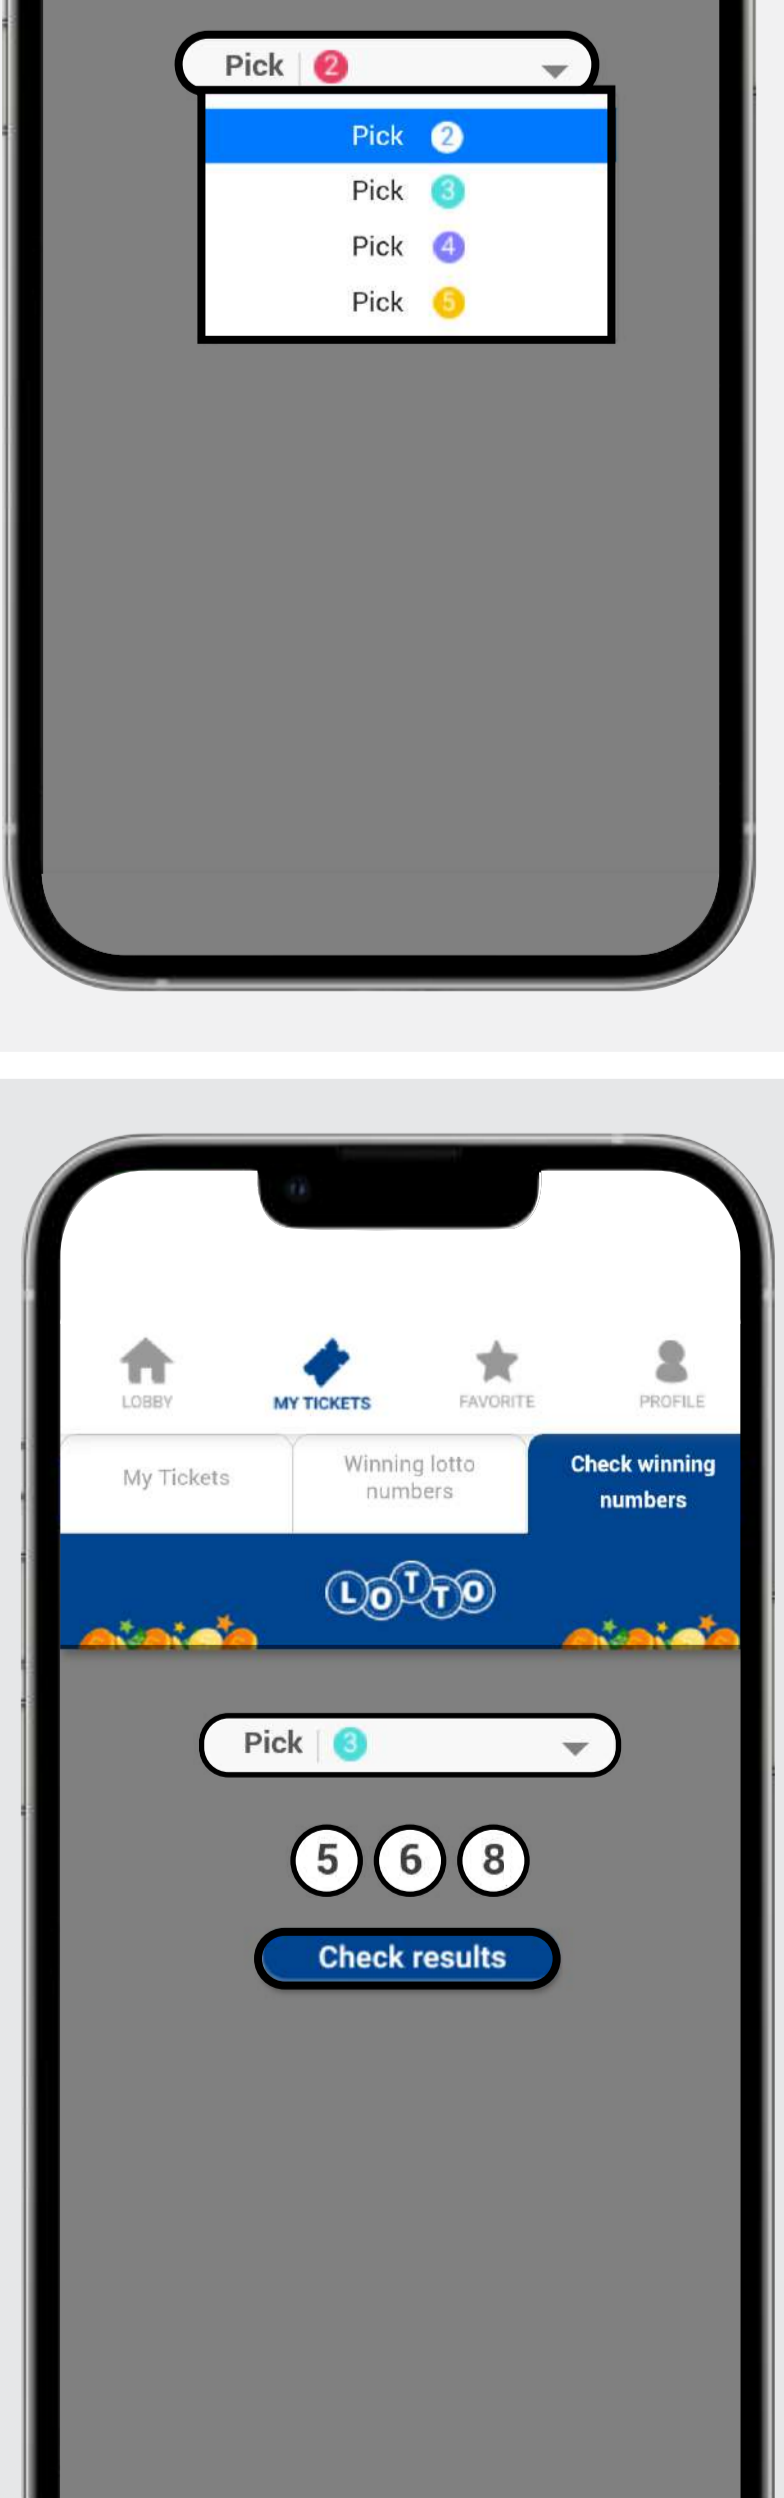 Pick 2
Pick 2
Pick 3
Pick 4
Pick 5
LOBBY MY TICKETS FAVORITE PROFILE
My Tickets
Winning lotto
numbers
Check winning
numbers
LOTTO
Pick 3
5 6 8
Check results